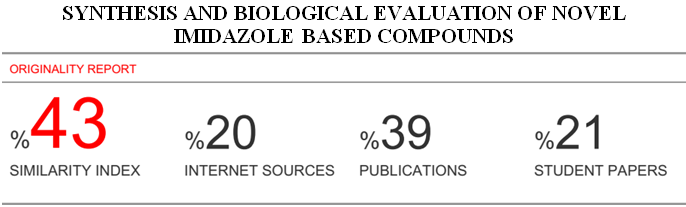 SYNTHESIS AND BIOLOGICAL EVALUATION OF NOVEL
IMIDAZOLE BASED COMPOUNDS
ORIGINALITY REPORT
%43 %20 %39 %21
SIMILARITY INDEX INTERNET SOURCES PUBLICATIONS STUDENT PAPERS